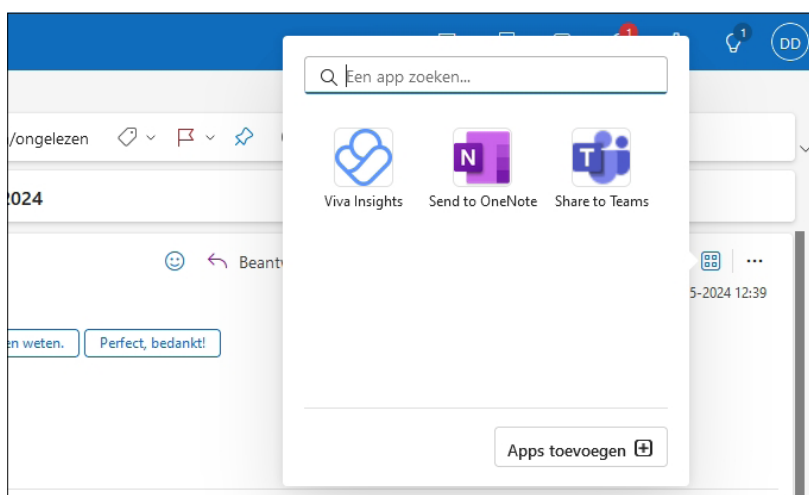 1
1
DD
Een app zoeken...
/ongelezen
N
T
Viva Insights
Send to OneNote
Share to Teams
2024
Beant
5-2024 12:39
en weten.
Perfect, bedankt!
Apps toevoegen